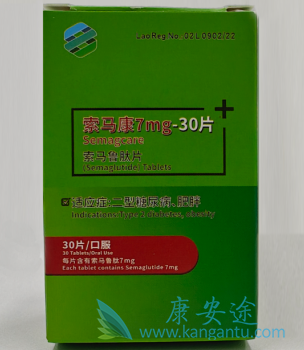 Lao Reg.No: 02L 0902/22
索马康7mg-30片
Semagcare
索马鲁肽片
(Semaglutide) Tablets
适应症:二型糖尿病、肥胖
Indication: Type 2 Diabetes, obesity
30片/口服
30 Tablets/Oral Use
每片含有索马鲁肽7mg
Each tablet contains Semaglutide 7mg
康安途
www.kangantu.com